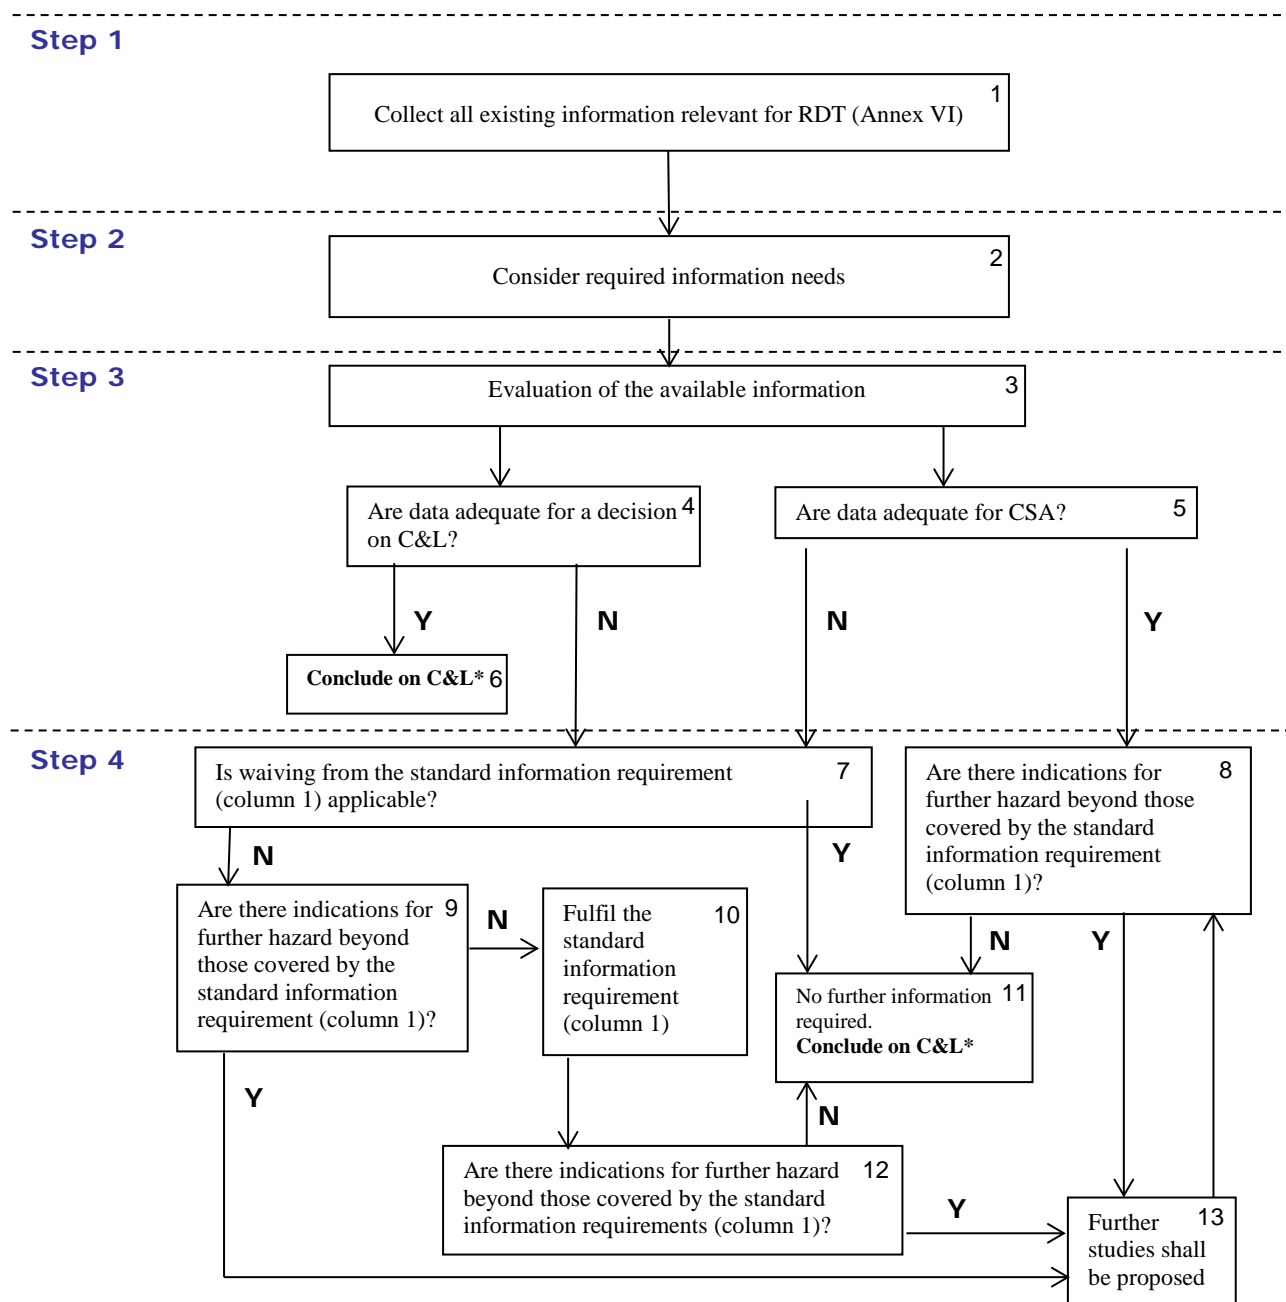 Step 1
1
Collect all existing information relevant for RDT (Annex VI)
Step 2
2
Consider required information needs
Step 3
Evaluation of the available information
3
Are data adequate for a decision 4
on C&L?
Are data adequate for CSA?
5
Y
N
N
Y
Conclude on C&L* 6
Step 4
Is waiving from the standard information requirement
(column 1) applicable?
7
Are there indications for
further hazard beyond those
covered by the standard
information requirement
(column 1)?
8
N
Y
Are there indications for
further hazard beyond
those covered by the
standard information
requirement (column 1)?
9
N
Fulfil the
standard
information
requirement
(column 1)
10
N
Y
No further information
required.
Conclude on C&L*
11
Y
N
Are there indications for further hazard
beyond those covered by the standard
information requirements (column 1)?
12
Y
Further
studies shall
be proposed
13